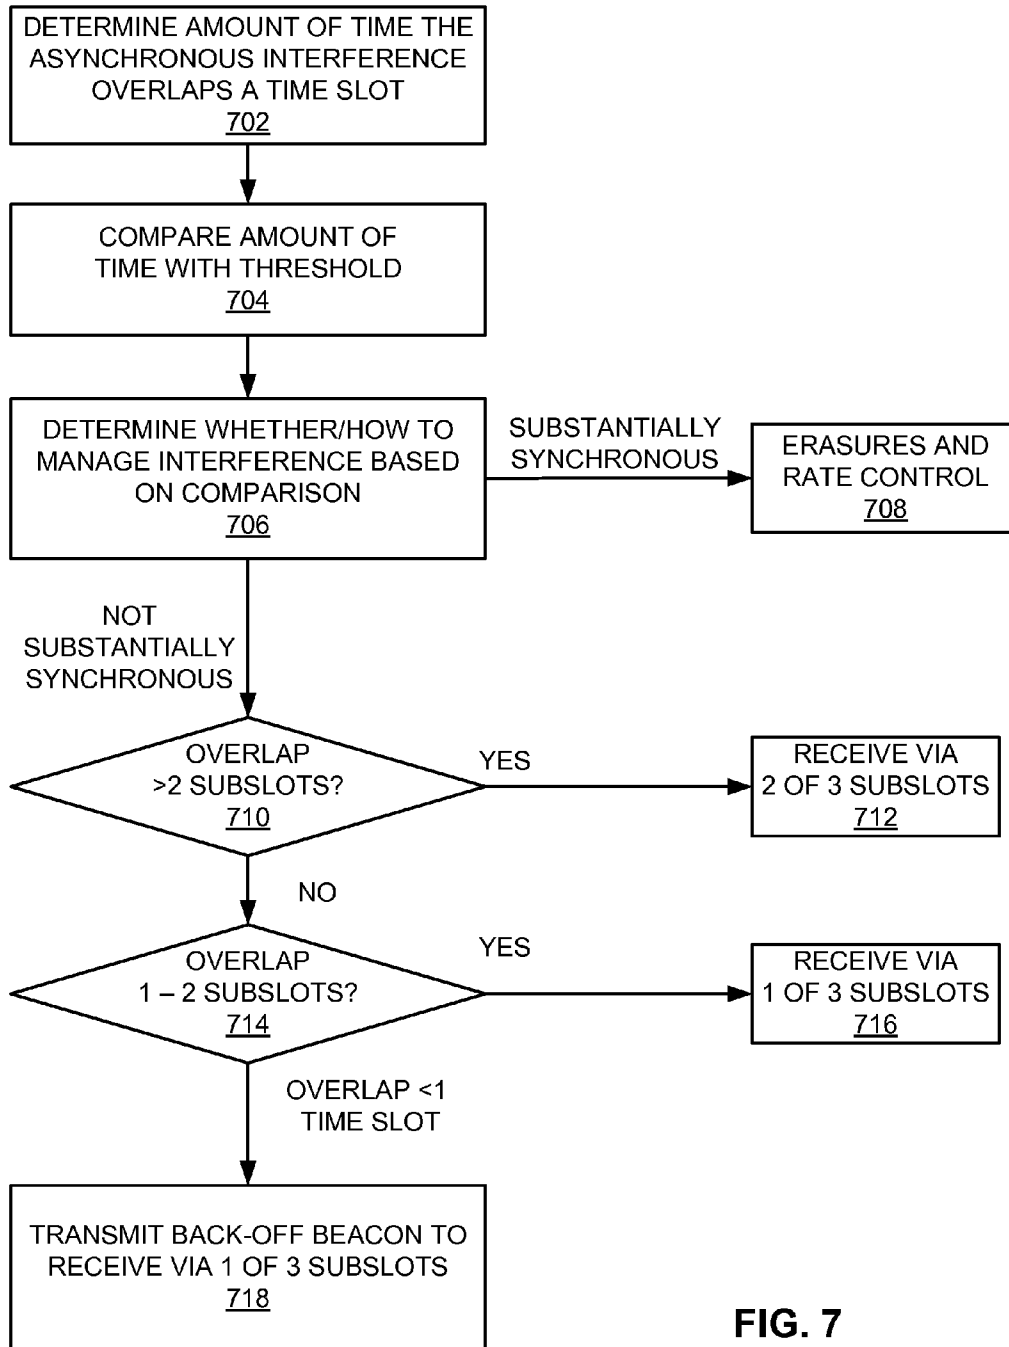 DETERMINE AMOUNT OF TIME THE
ASYNCHRONOUS INTERFERENCE
OVERLAPS A TIME SLOT
702
COMPARE AMOUNT OF
TIME WITH THRESHOLD
704
DETERMINE WHETHER/HOW TO
MANAGE INTERFERENCE BASED
ON COMPARISON
706
SUBSTANTIALLY
SYNCHRONOUS
ERASURES AND
RATE CONTROL
708
NOT
SUBSTANTIALLY
SYNCHRONOUS
OVERLAP
>2 SUBSLOTS?
710
YES
RECEIVE VIA
2 OF 3 SUBSLOTS
712
NO
OVERLAP
1 – 2 SUBSLOTS?
714
YES
RECEIVE VIA
1 OF 3 SUBSLOTS
716
OVERLAP <1
TIME SLOT
TRANSMIT BACK-OFF BEACON TO
RECEIVE VIA 1 OF 3 SUBSLOTS
718
FIG. 7